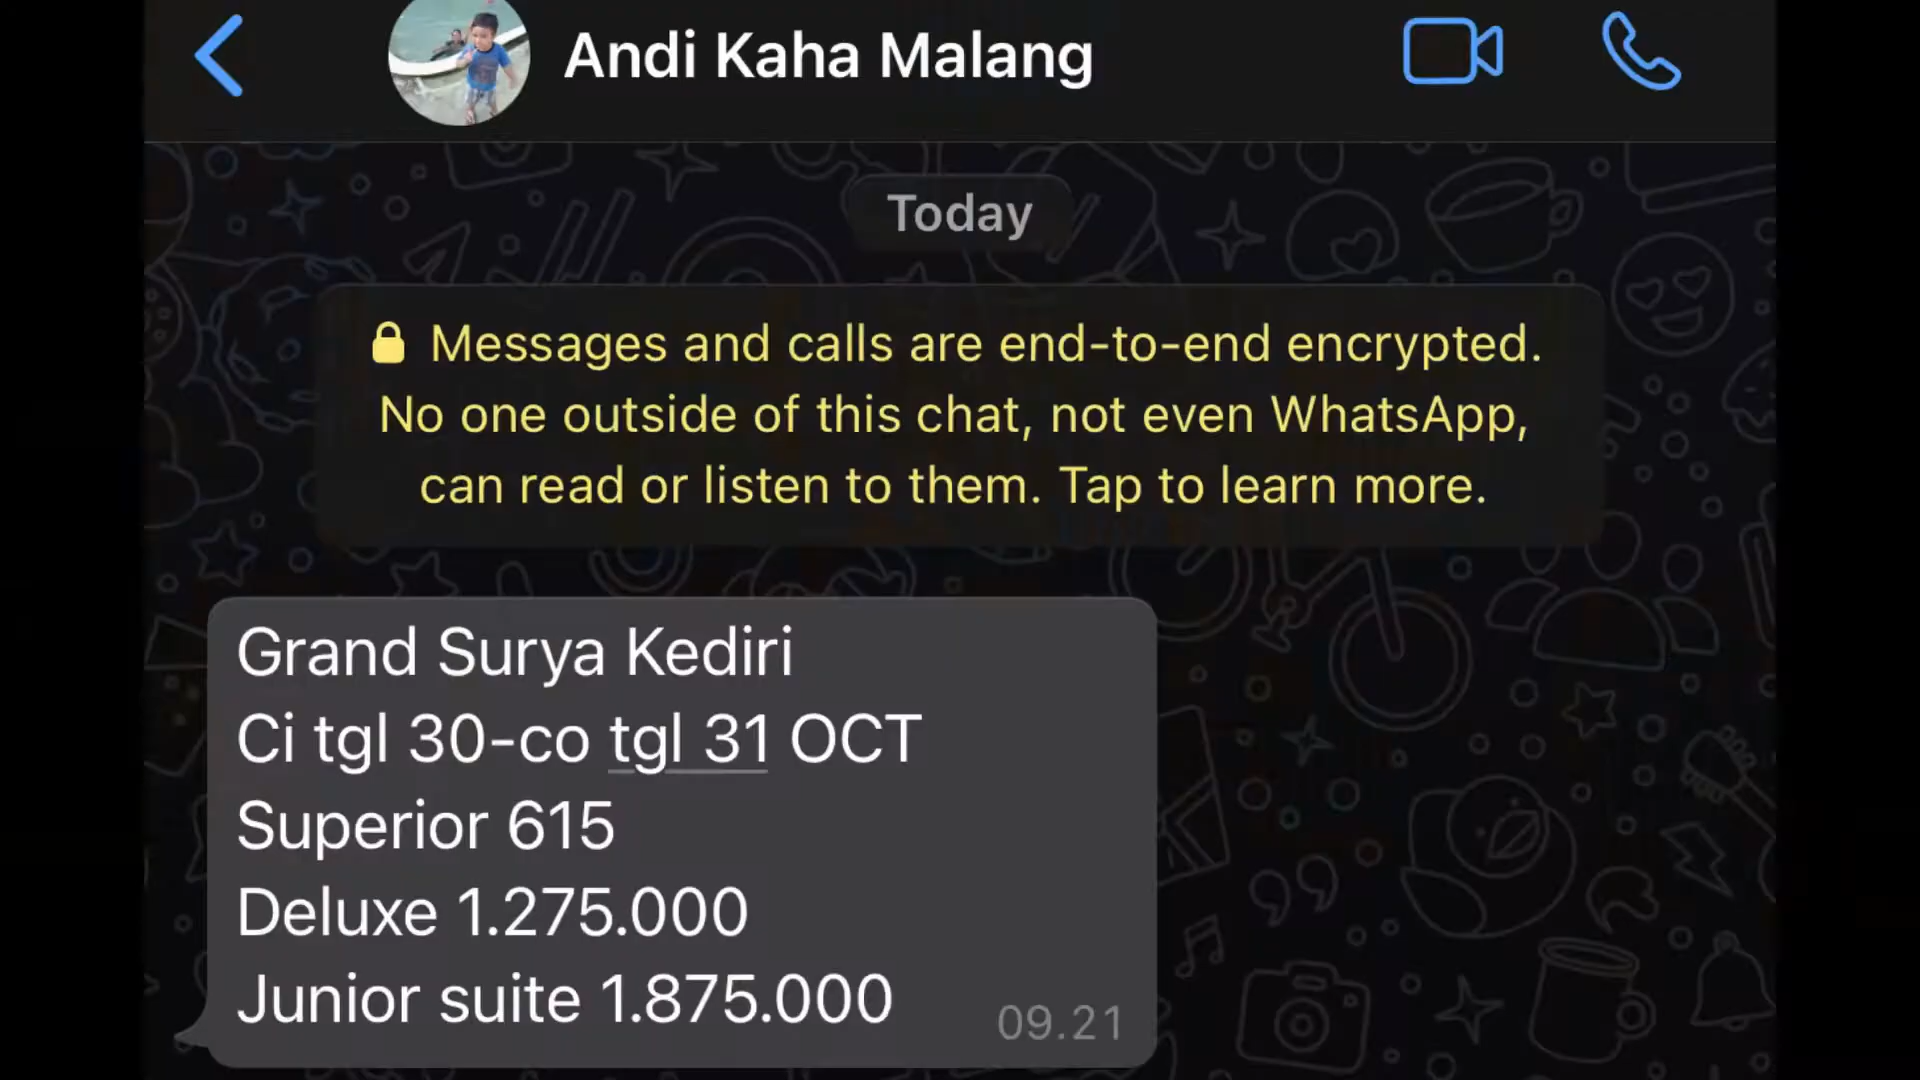 Andi Kaha Malang
Today
Messages and calls are end-to-end encrypted.
No one outside of this chat, not even WhatsApp,
can read or listen to them. Tap to learn more.
Grand Surya Kediri
Ci tgl 30-co tgl 31 OCT
Superior 615
Deluxe 1.275.000
Junior suite 1.875.000
09.21